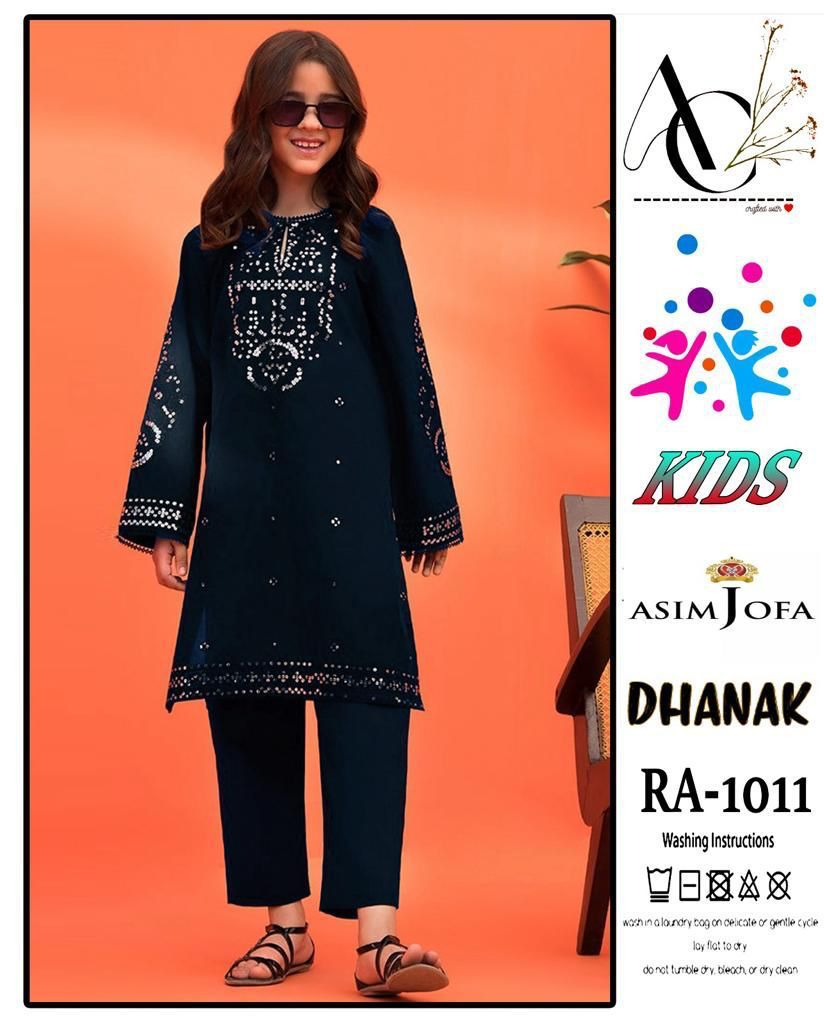 AC
crafted with
KIDS
ASIM JOFA
DHANAK
RA-1011
Washing Instructions
wash in a laundry bag on delicate or gentle cycle
lay flat to dry
do not tumble dry, bleach, or dry clean